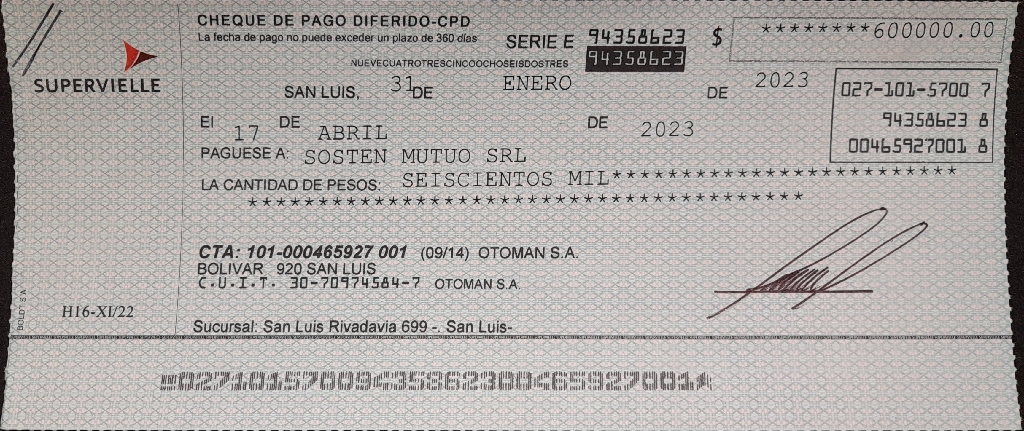 CHEQUE DE PAGO DIFERIDO-CPD
La fecha de pago no puede exceder un plazo de 360 días
SERIE E 94358623 $ ********600000.00
94358623
NUEVECUATROTRESCINCOOCHOSEISDOSTRES
SUPERVIELLE
SAN LUIS, 31 DE ENERO DE 2023
027-101-5700 7
94358623 8
00465927001 8
El 17 DE ABRIL DE 2023
PAGUESE A: SOSTEN MUTUO SRL
LA CANTIDAD DE PESOS: SEISCIENTOS MIL**************************
****************************************
CTA: 101-000465927 001 (09/14) OTOMAN S.A.
BOLIVAR 920 SAN LUIS
C.U.I.T. 30-70974584-7 OTOMAN S.A.
H16-XI/22
Sucursal: San Luis Rivadavia 699 -. San Luis-